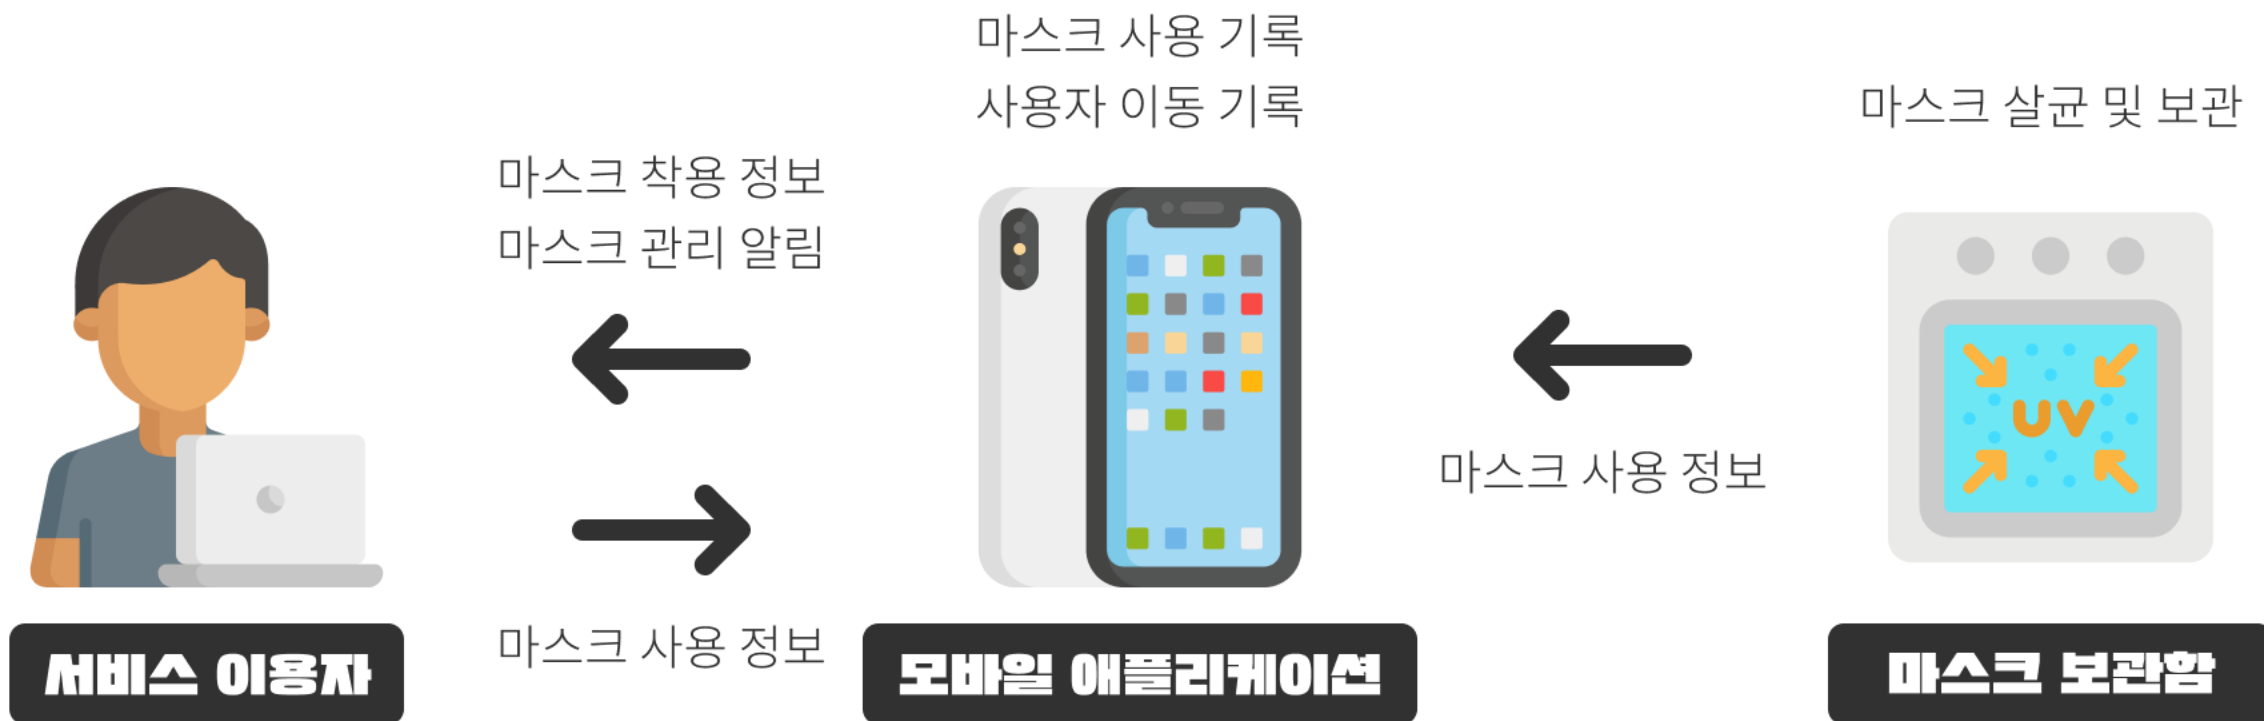 마스크 사용 기록
사용자 이동 기록
마스크 살균 및 보관
마스크 착용 정보
마스크 관리 알림
UV
마스크 사용 정보
마스크 사용 정보
서비스 이용자
모바일 애플리케이션
마스크 보관함